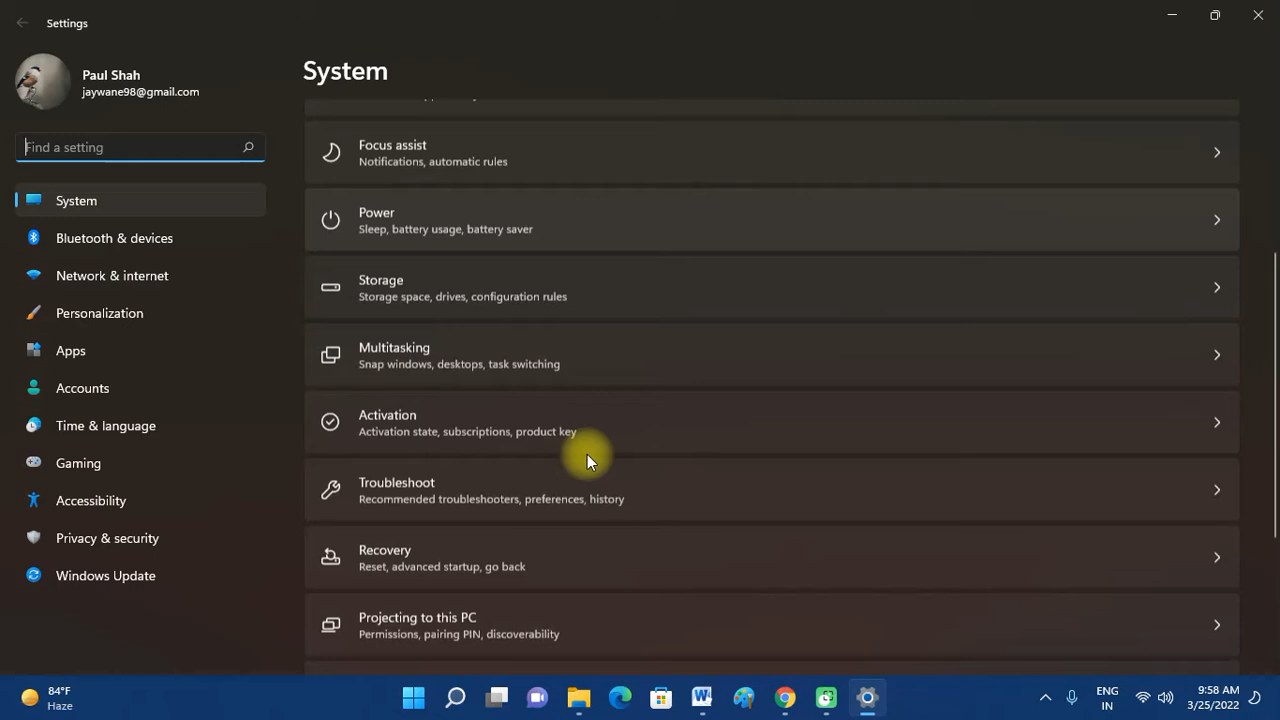 Settings
Paul Shah
jaywane98@gmail.com
Find a setting
System
Bluetooth & devices
Network & internet
Personalization
Apps
Accounts
Time & language
Gaming
Accessibility
Privacy & security
Windows Update
System
Focus assist
Notifications, automatic rules
Power
Sleep, battery usage, battery saver
Storage
Storage space, drives, configuration rules
Multitasking
Snap windows, desktops, task switching
Activation
Activation state, subscriptions, product key
Troubleshoot
Recommended troubleshooters, preferences, history
Recovery
Reset, advanced startup, go back
Projecting to this PC
Permissions, pairing PIN, discoverability
84°F
Haze
ENG
IN
9:58 AM
3/25/2022